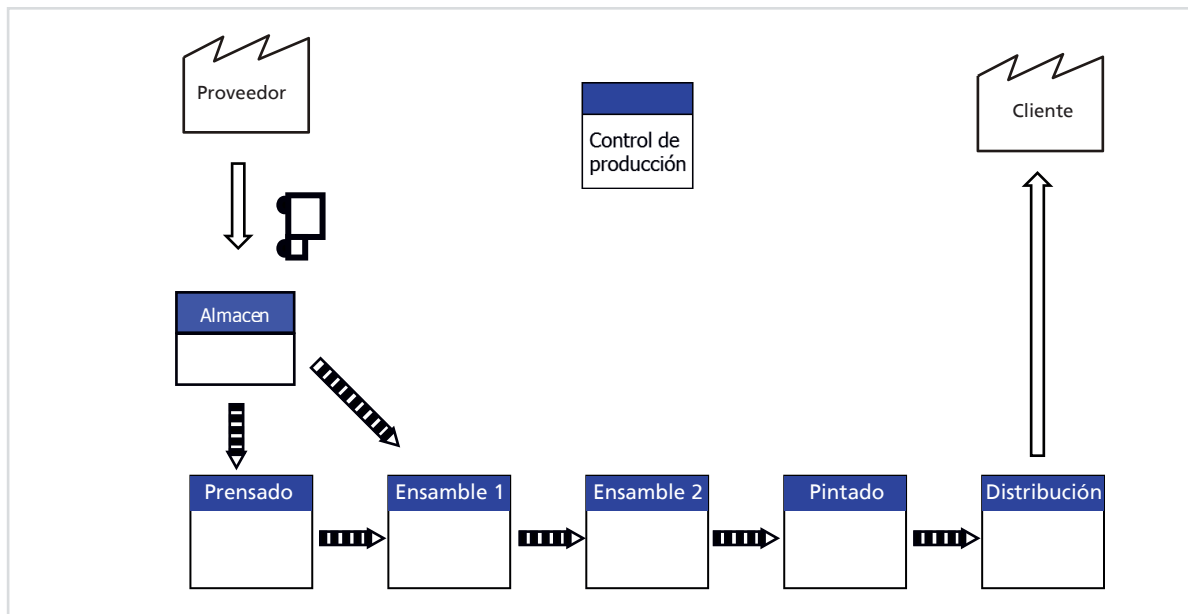 Proveedor
Control de
producción
Cliente
Almacen
Prensado
Ensamble 1
Ensamble 2
Pintado
Distribución